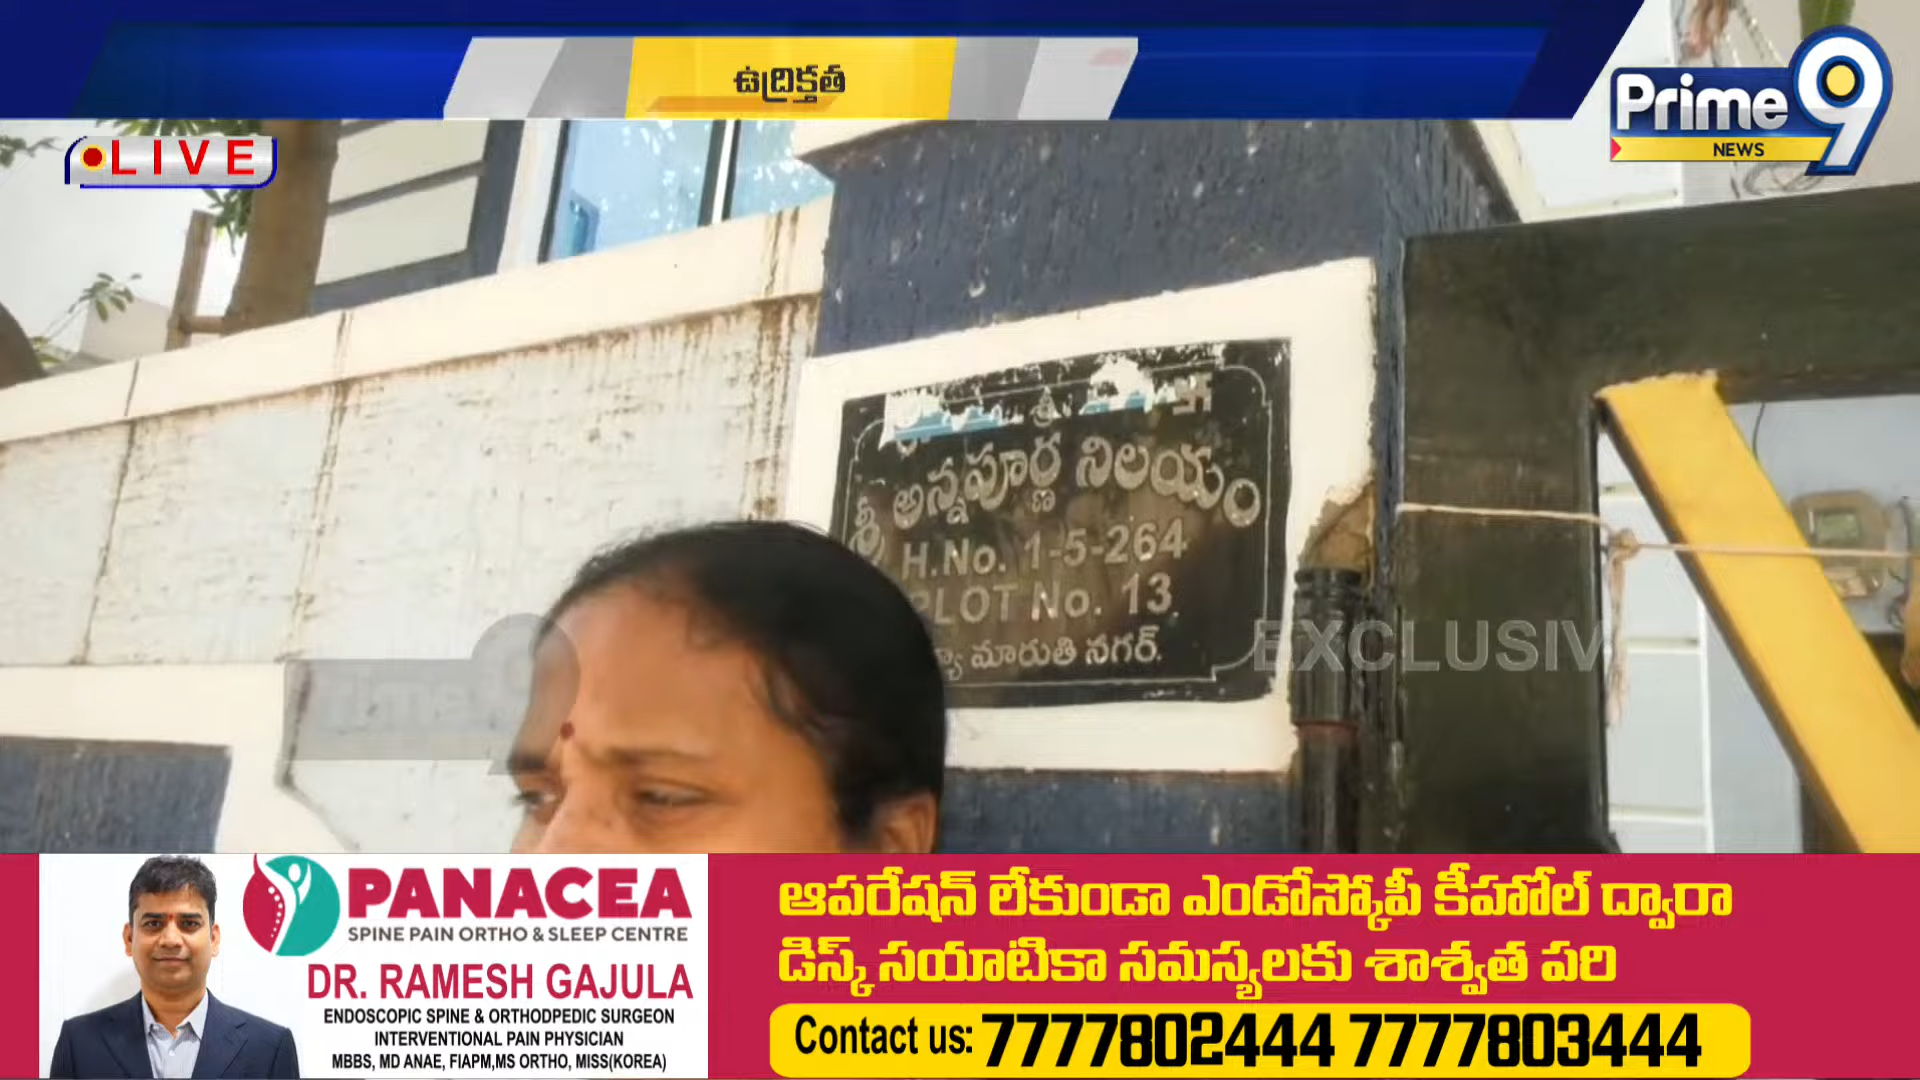 ఉద్రిక్తత
Prime9
NEWS
LIVE
శ్రీ అన్నపూర్ణ నిలయం
H.No. 1-5-264
PLOT No. 13
మారుతి నగర్.
EXCLUSIV
Prime9
PANACEA
SPINE PAIN ORTHO & SLEEP CENTRE
DR. RAMESH GAJULA
ENDOSCOPIC SPINE & ORTHODPEDIC SURGEON
INTERVENTIONAL PAIN PHYSICIAN
MBBS, MD ANAE, FIAPM,MS ORTHO, MISS(KOREA)
ఆపరేషన్ లేకుండా ఎండోస్కోపీ కీహోల్ ద్వారా
డిస్క్ సయాటికా సమస్యలకు శాశ్వత పరి
Contact us: 7777802444 7777803444